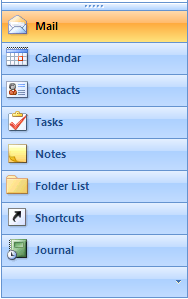 Mail
Calendar
Contacts
Tasks
Notes
Folder List
Shortcuts
Journal